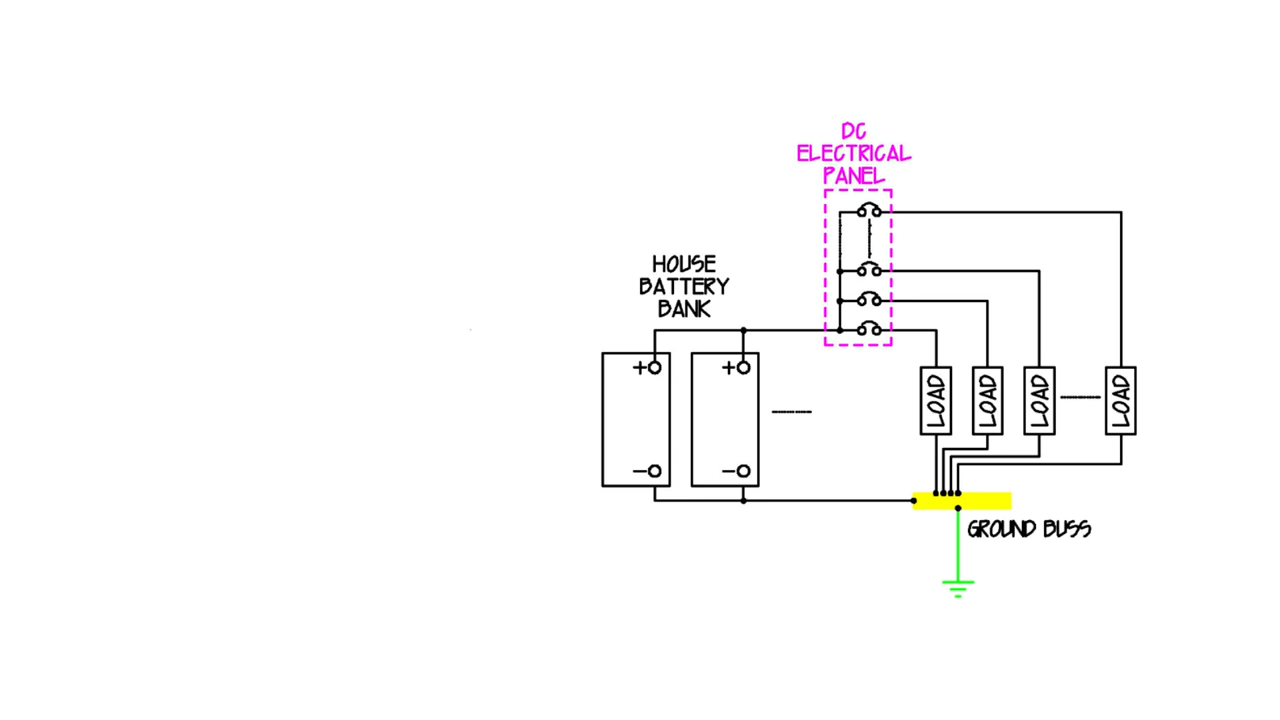 DC
ELECTRICAL
PANEL
HOUSE
BATTERY
BANK
+
+
LOAD
LOAD
LOAD
LOAD
−
−
GROUND BUSS